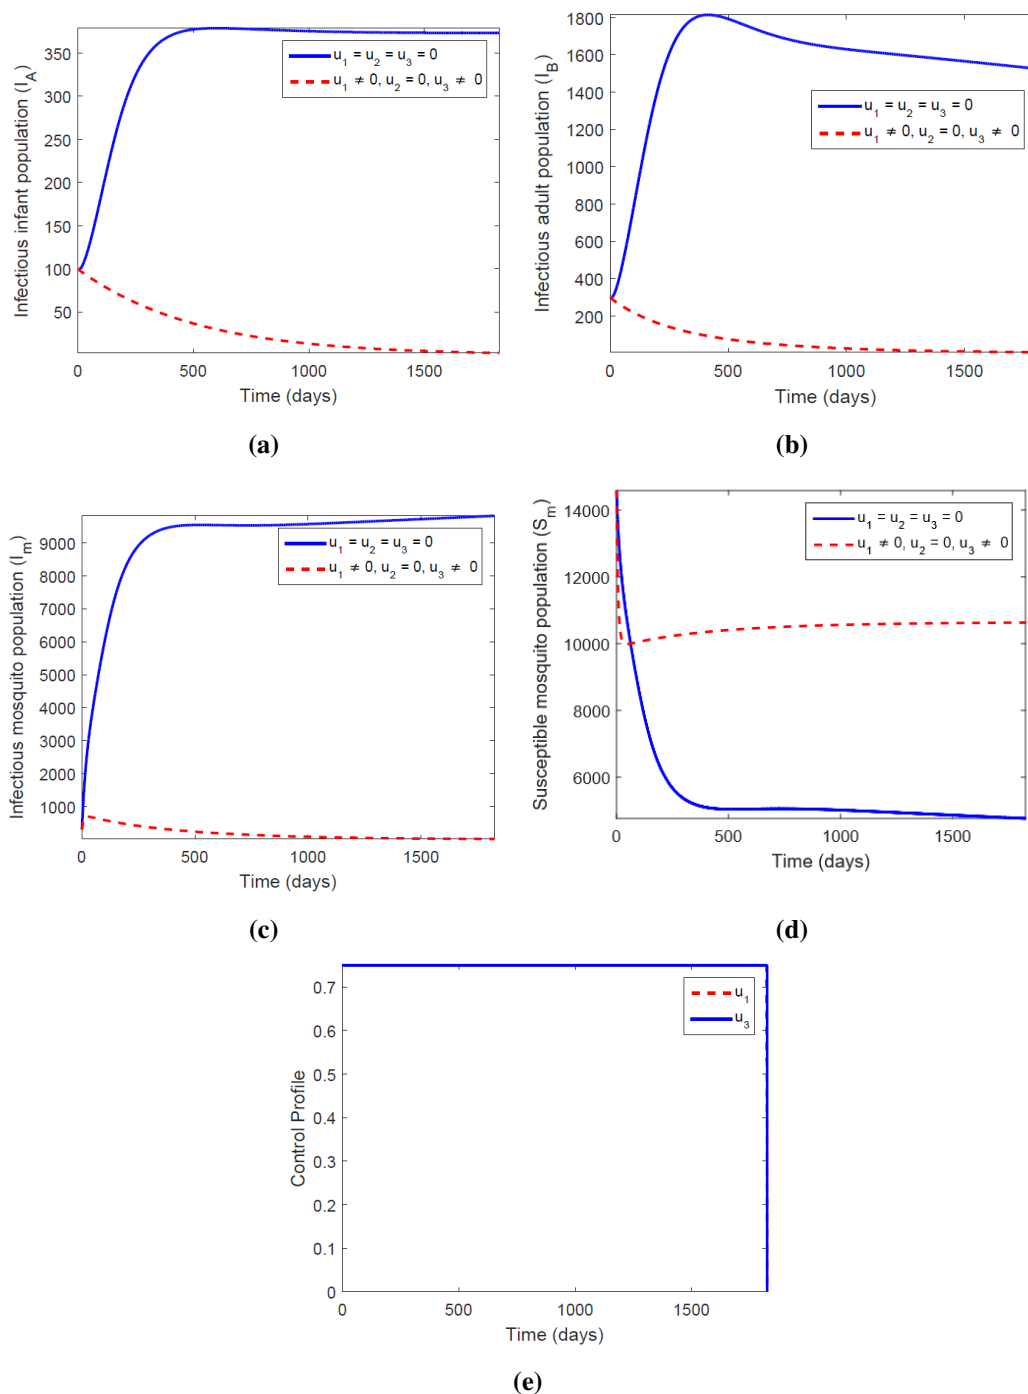 Infectious infant population (I_A)
350
300
250
200
150
100
50
u_1 = u_2 = u_3 = 0
u_1 ≠ 0, u_2 = 0, u_3 ≠ 0
0
500
1000
1500
Time (days)
(a)
Infectious adult population (I_B)
1800
1600
1400
1200
1000
800
600
400
200
u_1 = u_2 = u_3 = 0
u_1 ≠ 0, u_2 = 0, u_3 ≠ 0
0
500
1000
1500
Time (days)
(b)
Infectious mosquito population (I_m)
9000
8000
7000
6000
5000
4000
3000
2000
1000
u_1 = u_2 = u_3 = 0
u_1 ≠ 0, u_2 = 0, u_3 ≠ 0
0
500
1000
1500
Time (days)
(c)
Susceptible mosquito population (S_m)
14000
12000
10000
8000
6000
u_1 = u_2 = u_3 = 0
u_1 ≠ 0, u_2 = 0, u_3 ≠ 0
0
500
1000
1500
Time (days)
(d)
Control Profile
0.7
0.6
0.5
0.4
0.3
0.2
0.1
0
u_1
u_3
0
500
1000
1500
Time (days)
(e)